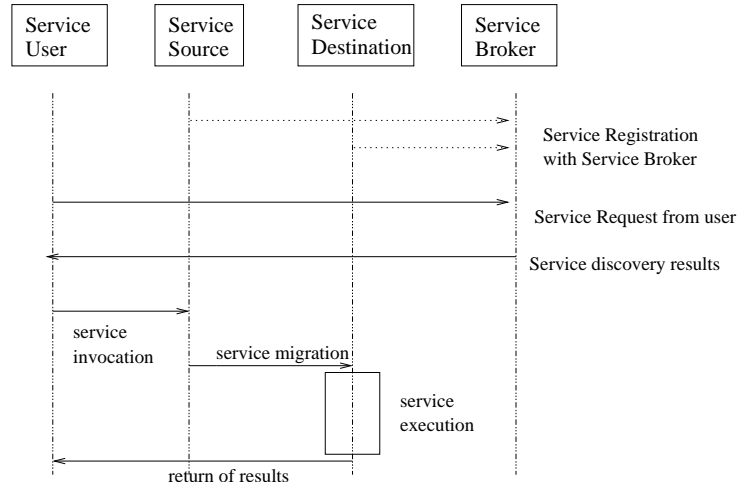 Service
User
Service
Source
Service
Destination
Service
Broker
Service Registration
with Service Broker
Service Request from user
Service discovery results
service
invocation
service migration
service
execution
return of results